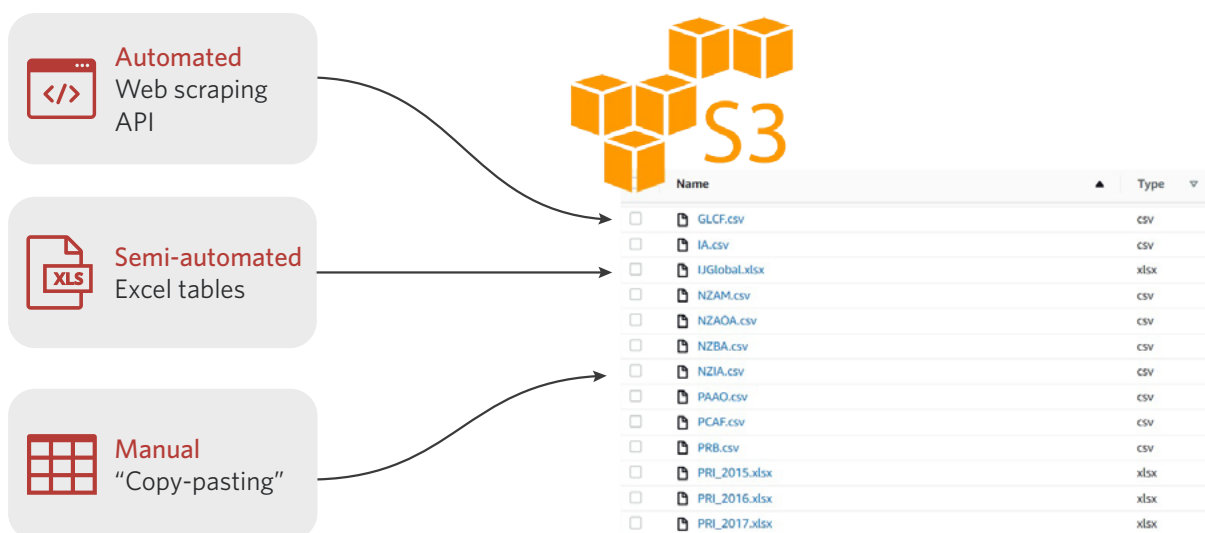 Automated
Web scraping
API
</>
Semi-automated
Excel tables
XLS
Manual
“Copy-pasting”
S3
Name Type
GLCF.csv csv
IA.csv csv
IJGlobal.xlsx xlsx
NZAM.csv csv
NZAOA.csv csv
NZBA.csv csv
NZIA.csv csv
PAAO.csv csv
PCAF.csv csv
PRB.csv csv
PRI_2015.xlsx xlsx
PRI_2016.xlsx xlsx
PRI_2017.xlsx xlsx